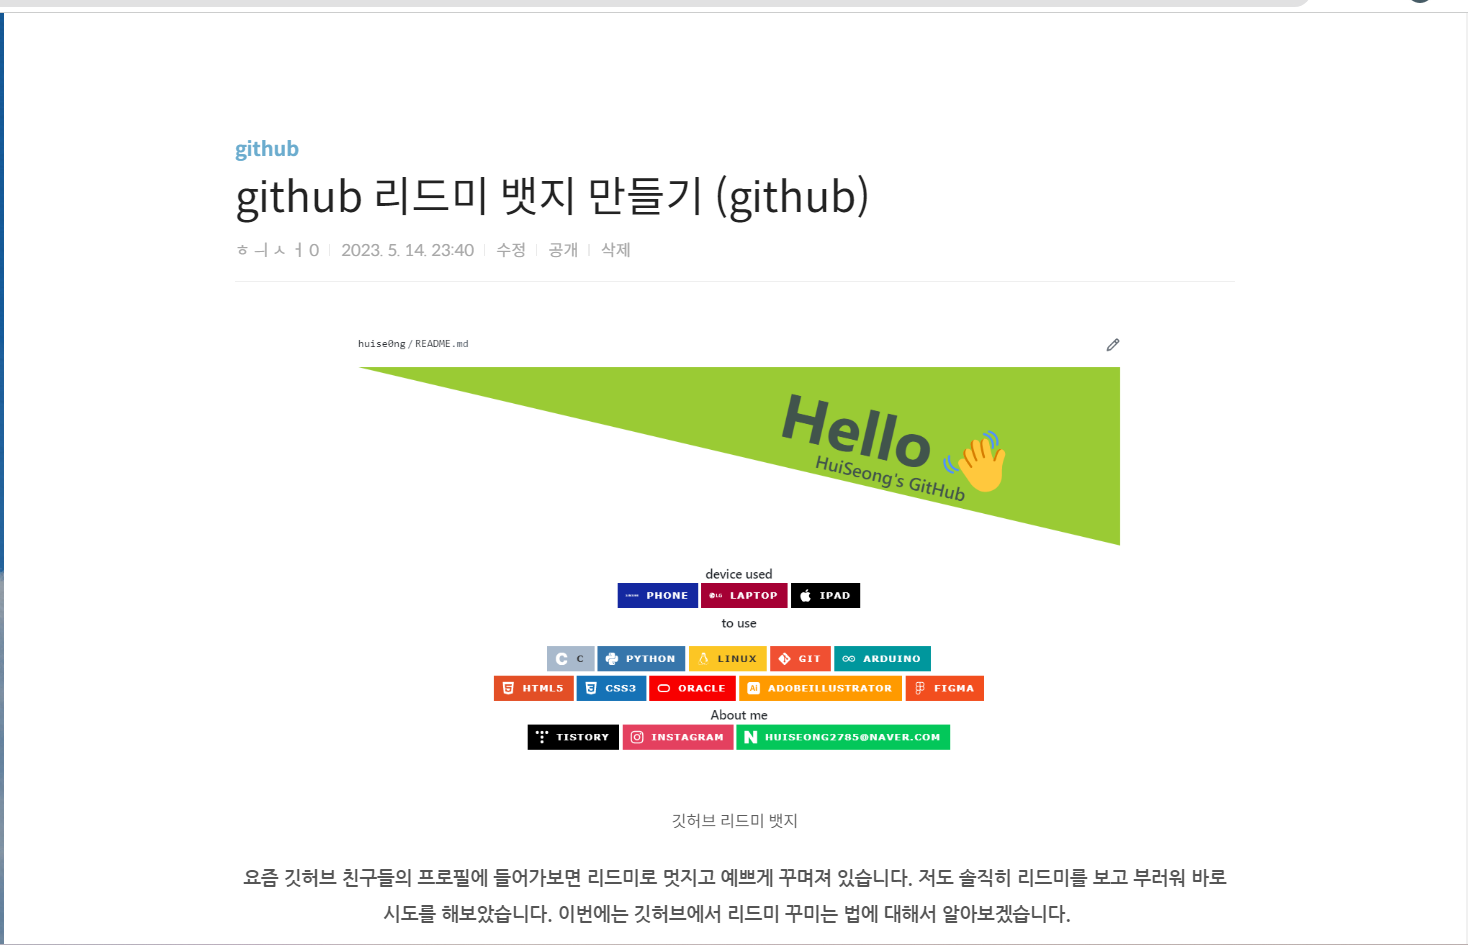 github
github 리드미 뱃지 만들기 (github)
ㅎ ㅢ ㅅ ㅓ 0 2023. 5. 14. 23:40 수정 공개 삭제
huise0ng / README.md
Hello 👋
HuiSeong's GitHub
device used
PHONE LG LAPTOP IPAD
to use
C C PYTHON LINUX GIT ARDUINO
HTML5 CSS3 ORACLE Ai ADOBEILLUSTRATOR FIGMA
About me
TISTORY INSTAGRAM N HUISEONG2785@NAVER.COM
깃허브 리드미 뱃지
요즘 깃허브 친구들의 프로필에 들어가보면 리드미로 멋지고 예쁘게 꾸며져 있습니다. 저도 솔직히 리드미를 보고 부러워 바로
시도를 해보았습니다. 이번에는 깃허브에서 리드미 꾸미는 법에 대해서 알아보겠습니다.